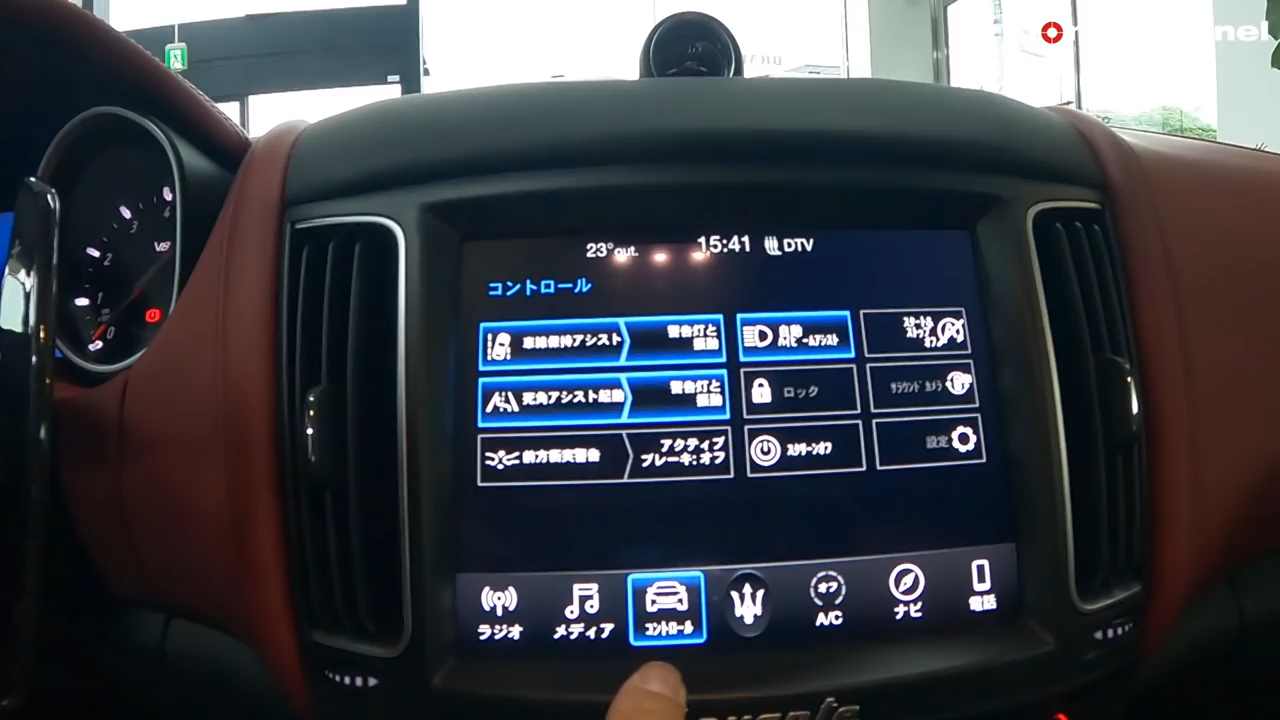 23° out.
15:41
DTV
コントロール
車線保持アシスト
警告灯と
振動
自動
ハイビームアシスト
スタート&
ストップ
オフ
死角アシスト起動
警告灯と
振動
ロック
サラウンドカメラ
前方衝突警告
アクティブ
ブレーキ: オフ
スクリーンオフ
設定
ラジオ
メディア
コントロール
オフ
A/C
ナビ
電話
4
3
V8
2
1
0